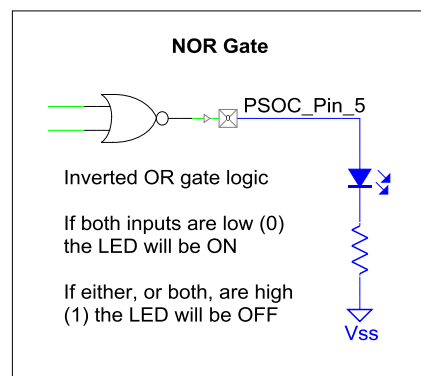 NOR Gate
PSOC_Pin_5
Inverted OR gate logic
If both inputs are low (0)
the LED will be ON
If either, or both, are high
(1) the LED will be OFF
Vss